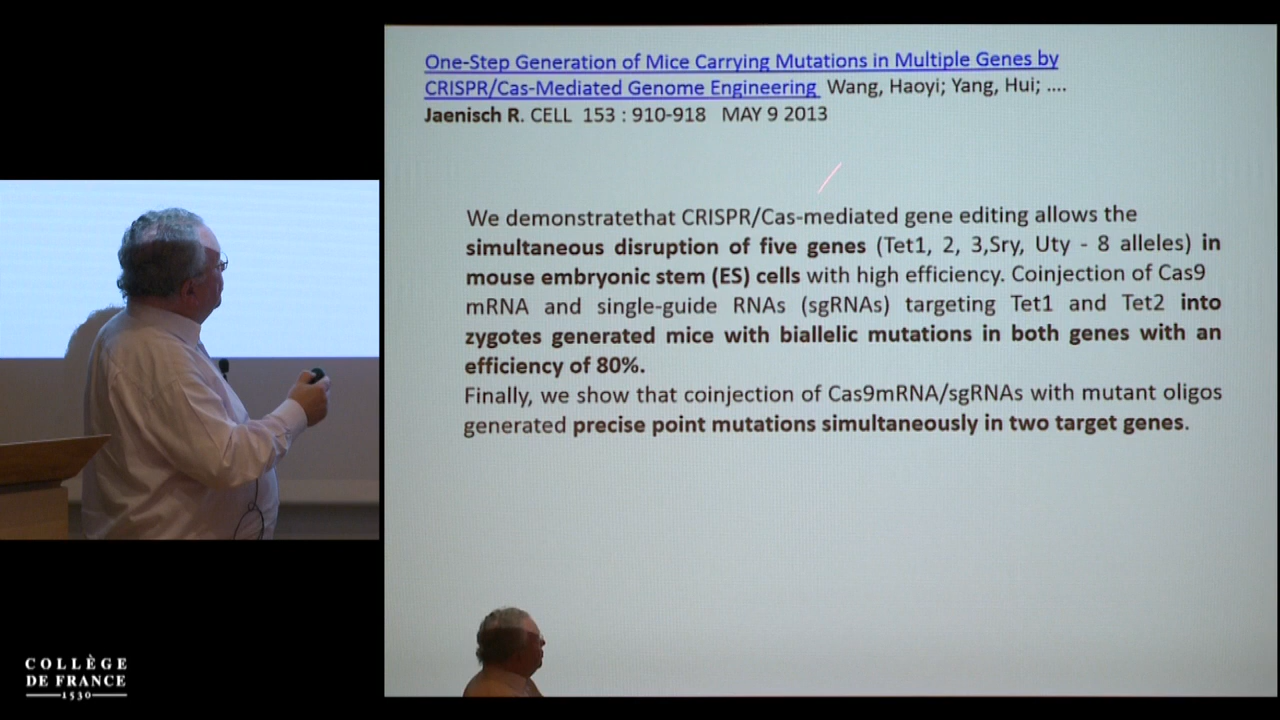 One-Step Generation of Mice Carrying Mutations in Multiple Genes by
CRISPR/Cas-Mediated Genome Engineering  Wang, Haoyi; Yang, Hui; ....
Jaenisch R. CELL 153 : 910-918 MAY 9 2013
We demonstratethat CRISPR/Cas-mediated gene editing allows the
simultaneous disruption of five genes (Tet1, 2, 3,Sry, Uty - 8 alleles) in
mouse embryonic stem (ES) cells with high efficiency. Coinjection of Cas9
mRNA and single-guide RNAs (sgRNAs) targeting Tet1 and Tet2 into
zygotes generated mice with biallelic mutations in both genes with an
efficiency of 80%.
Finally, we show that coinjection of Cas9mRNA/sgRNAs with mutant oligos
generated precise point mutations simultaneously in two target genes.
COLLÈGE
DE FRANCE
1530